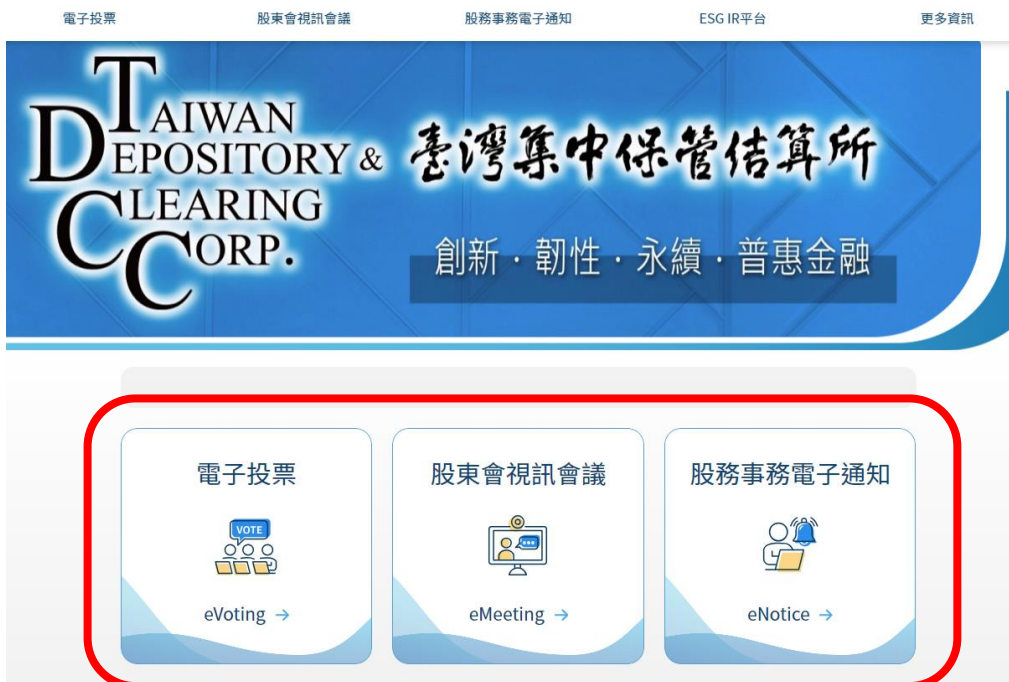 電子投票
股東會視訊會議
股務事務電子通知
ESG IR平台
更多資訊
TAIWAN
DEPOSITORY &
CLEARING
CORP.
臺灣集中保管結算所
創新・韌性・永續・普惠金融
電子投票
VOTE
eVoting →
股東會視訊會議
eMeeting →
股務事務電子通知
eNotice →